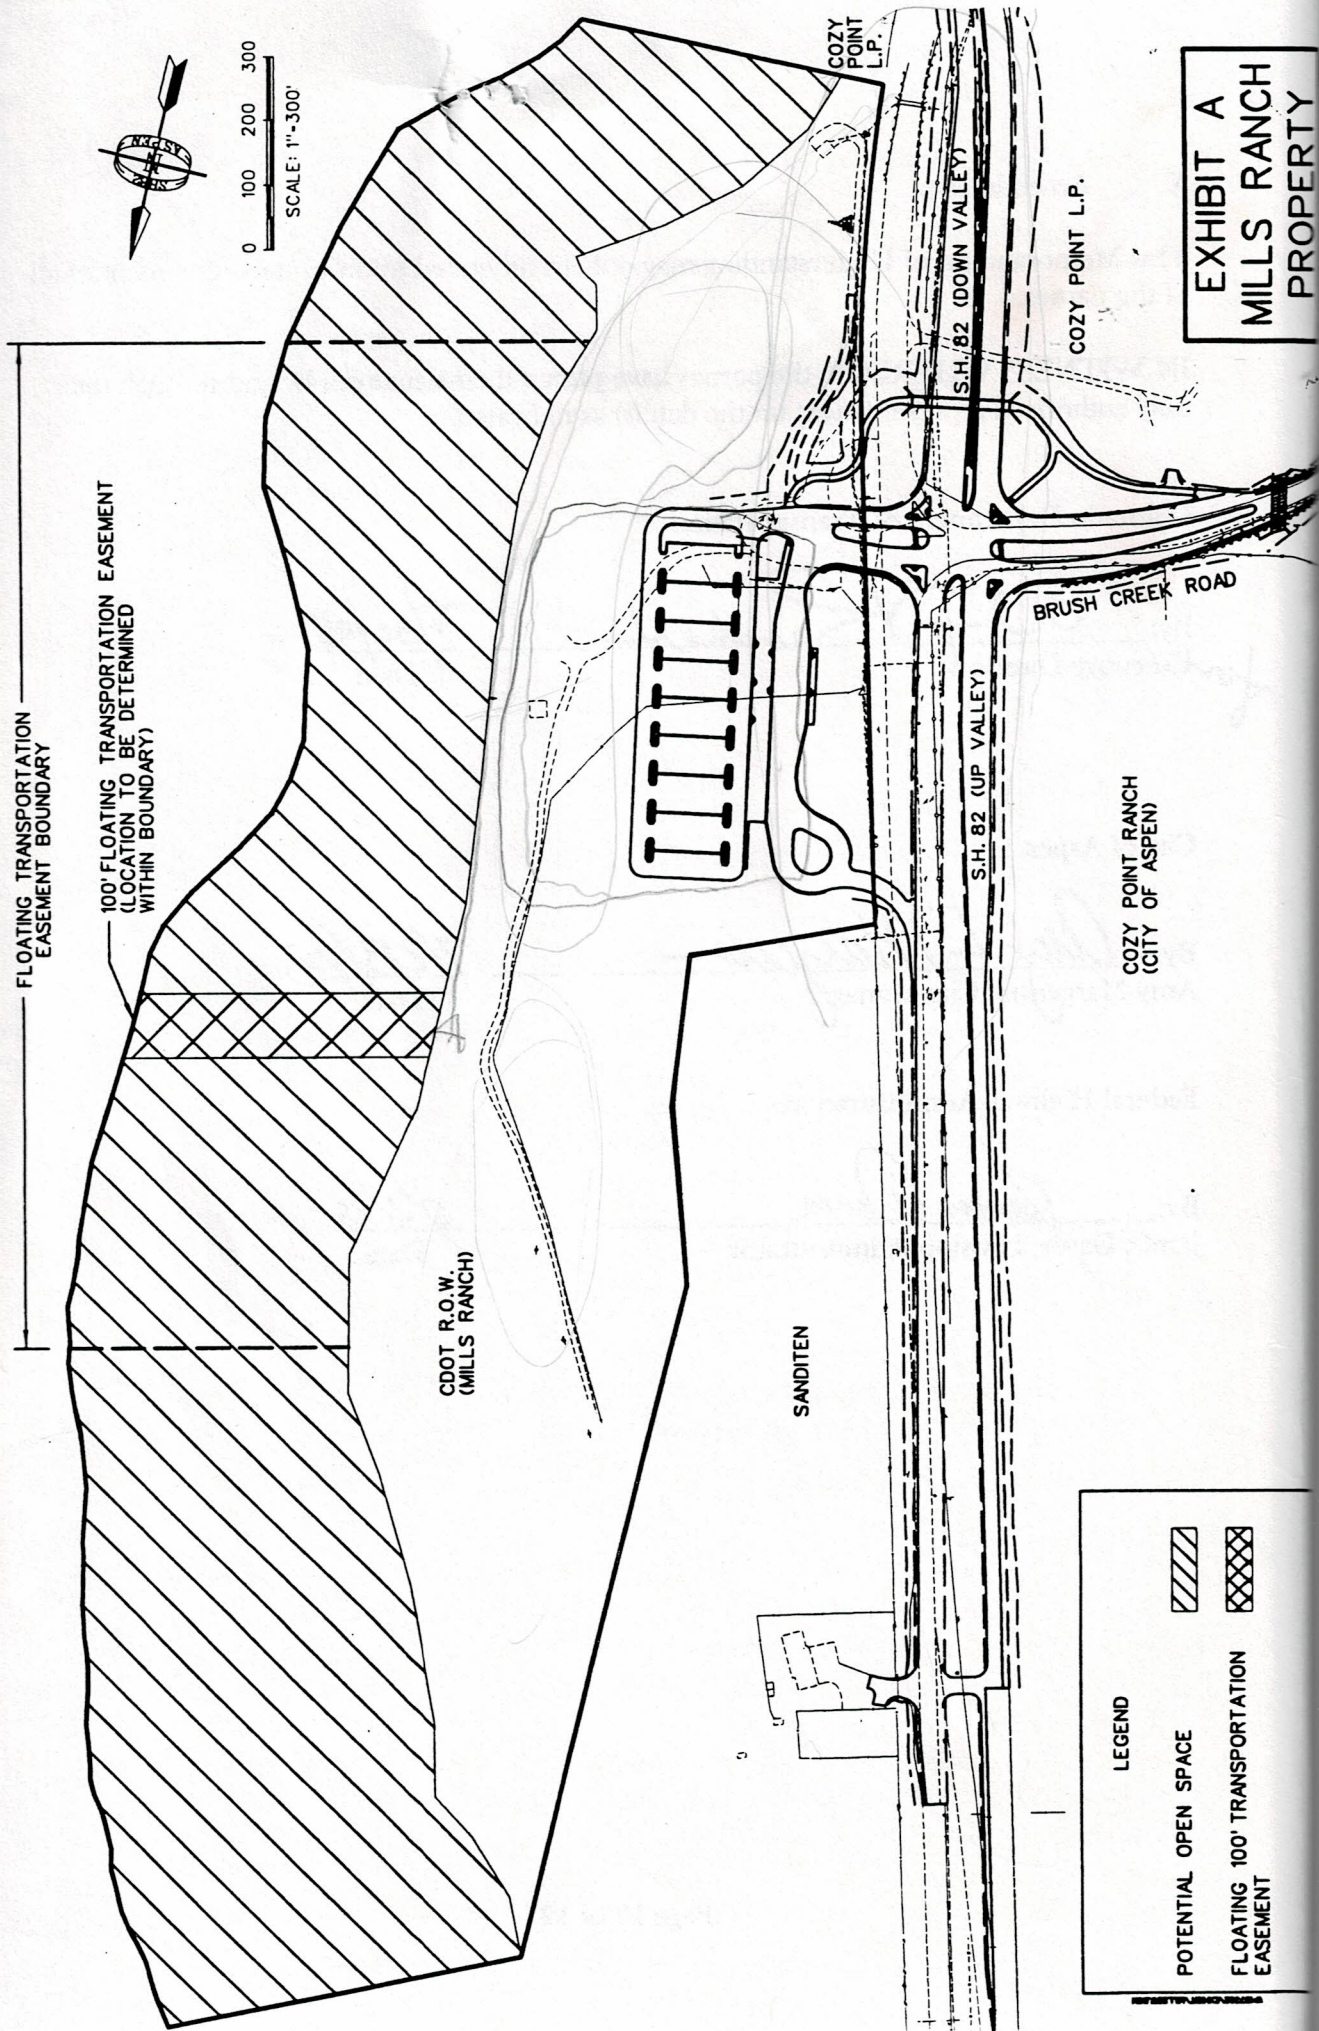 FLOATING TRANSPORTATION
EASEMENT BOUNDARY
100' FLOATING TRANSPORTATION EASEMENT
(LOCATION TO BE DETERMINED
WITHIN BOUNDARY)
ASPEN
0 100 200 300
SCALE: 1"-300'
COZY
POINT
L.P.
S.H. 82 (DOWN VALLEY)
COZY POINT L.P.
EXHIBIT A
MILLS RANCH
PROPERTY
BRUSH CREEK ROAD
S.H. 82 (UP VALLEY)
COZY POINT RANCH
(CITY OF ASPEN)
CDOT R.O.W.
(MILLS RANCH)
SANDITEN
LEGEND
POTENTIAL OPEN SPACE
FLOATING 100' TRANSPORTATION
EASEMENT